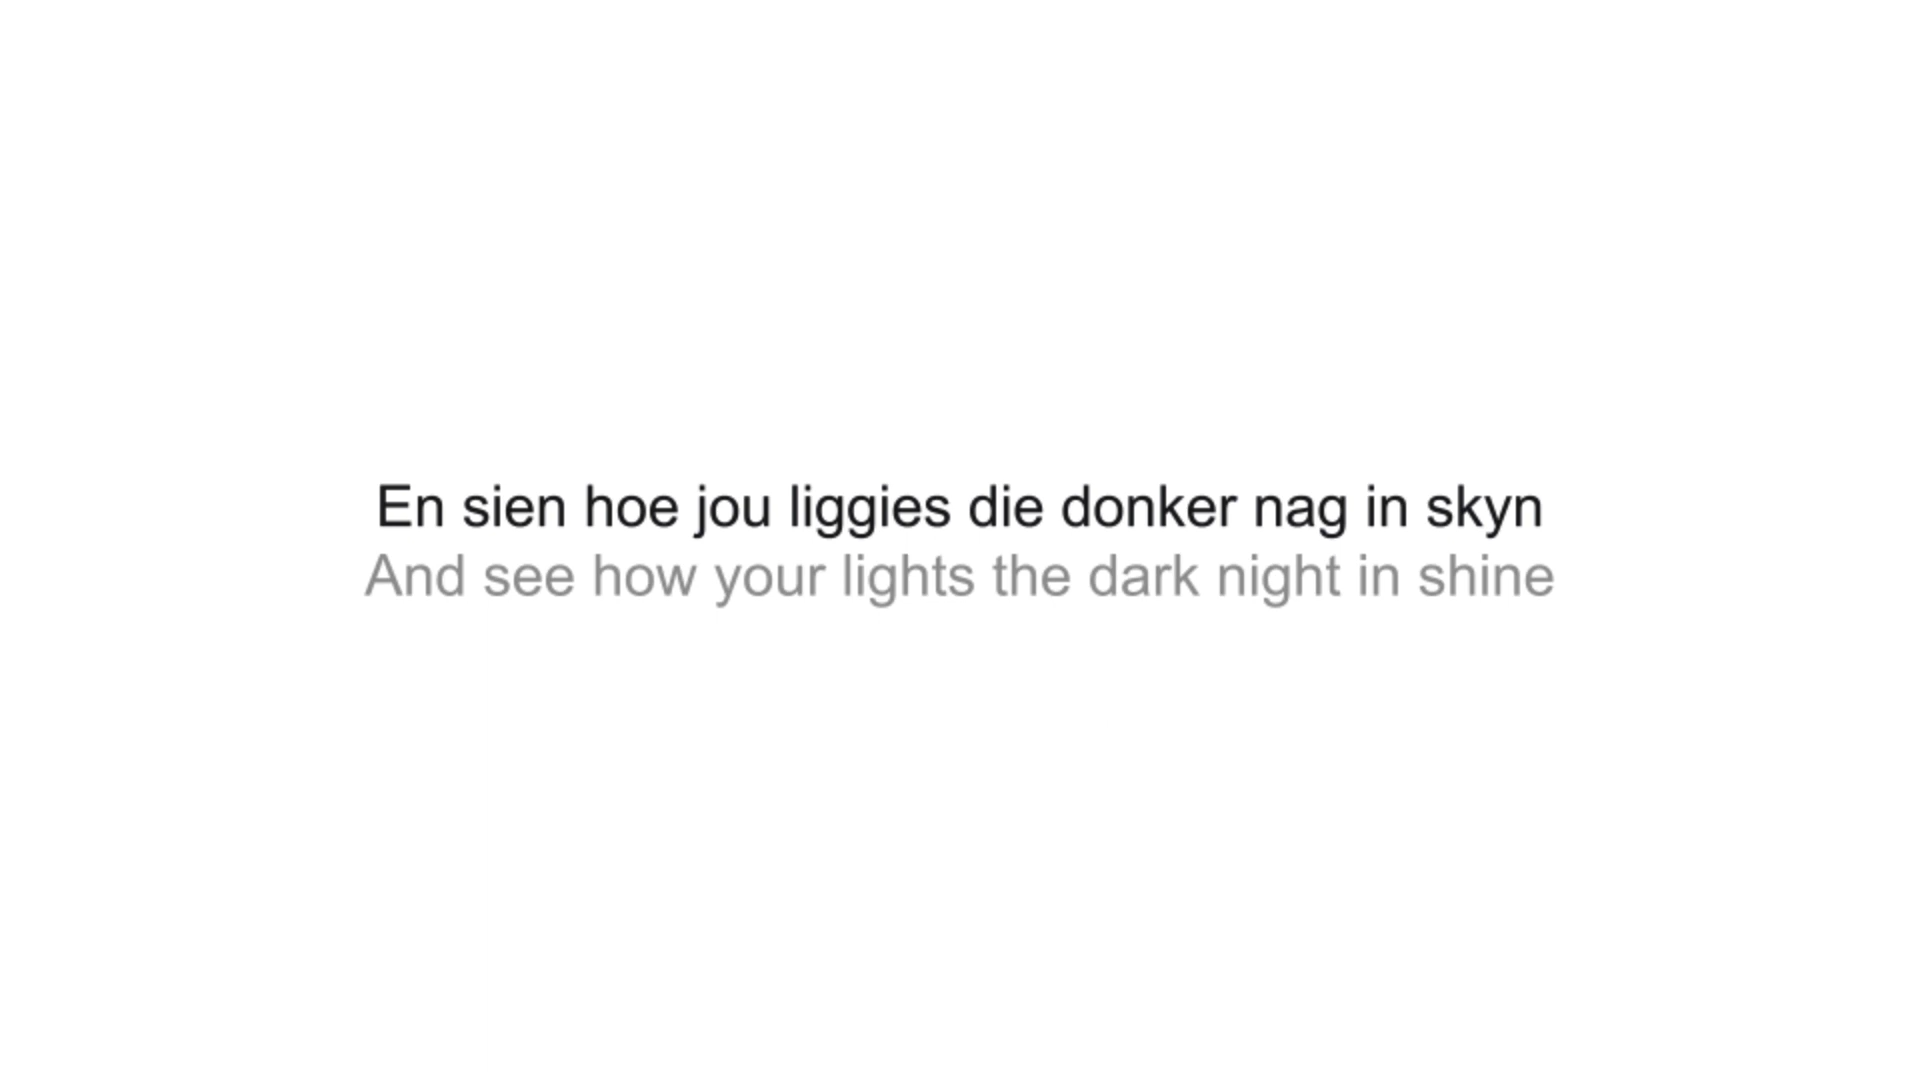 En sien hoe jou liggies die donker nag in skyn
And see how your lights the dark night in shine